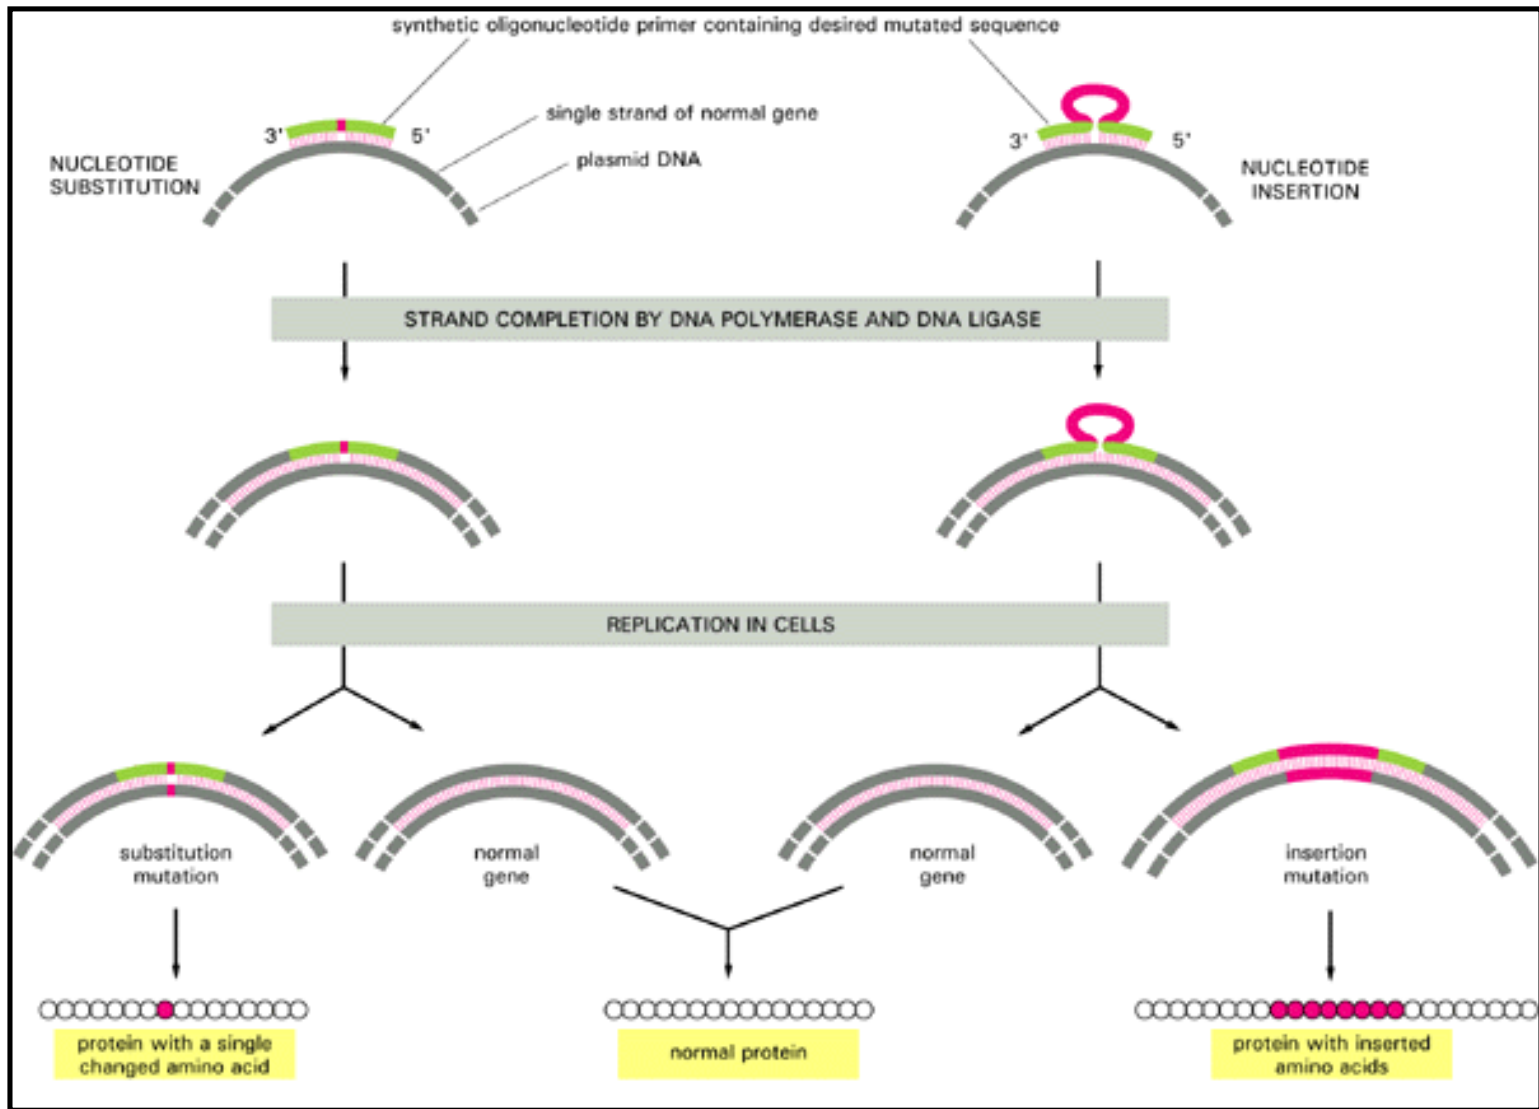 synthetic oligonucleotide primer containing desired mutated sequence
single strand of normal gene
3'
5'
3'
5'
plasmid DNA
NUCLEOTIDE
SUBSTITUTION
NUCLEOTIDE
INSERTION
STRAND COMPLETION BY DNA POLYMERASE AND DNA LIGASE
REPLICATION IN CELLS
substitution
mutation
normal
gene
normal
gene
insertion
mutation
protein with a single
changed amino acid
normal protein
protein with inserted
amino acids